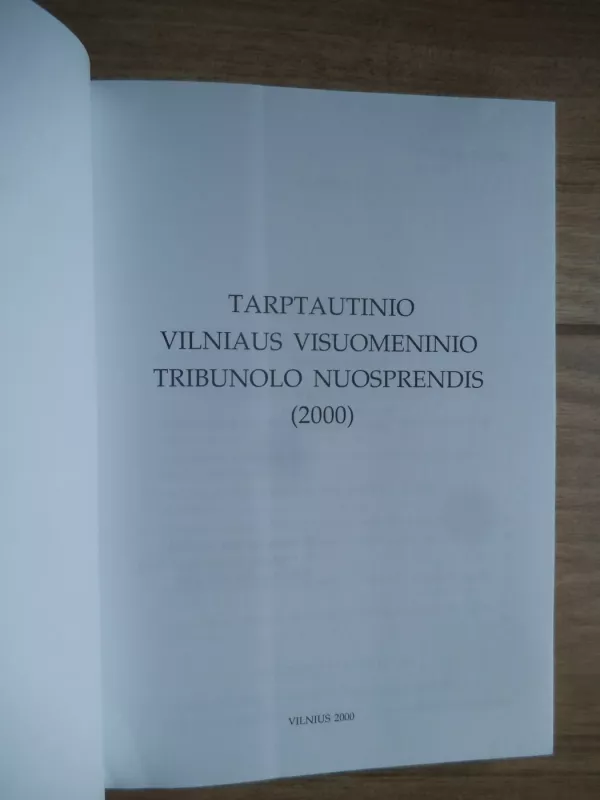 TARPTAUTINIO
VILNIAUS VISUOMENINIO
TRIBUNOLO NUOSPRENDIS
(2000)
VILNIUS 2000